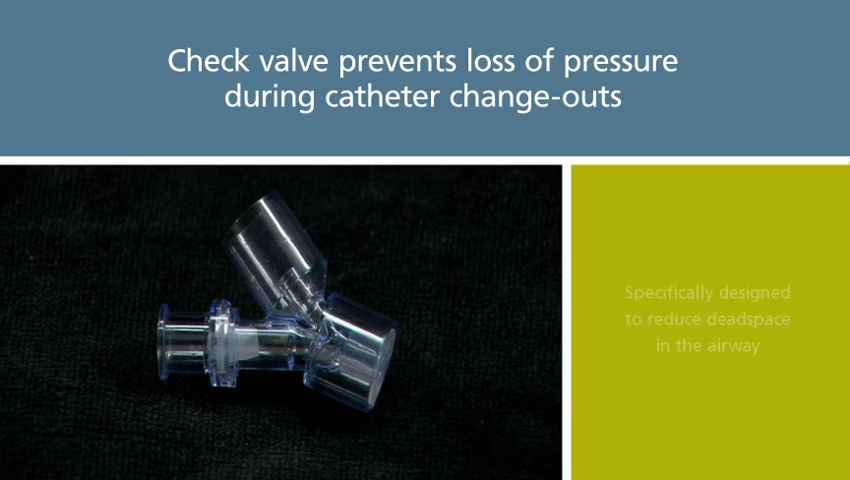 Check valve prevents loss of pressure
during catheter change-outs
Specifically designed
to reduce deadspace
in the airway